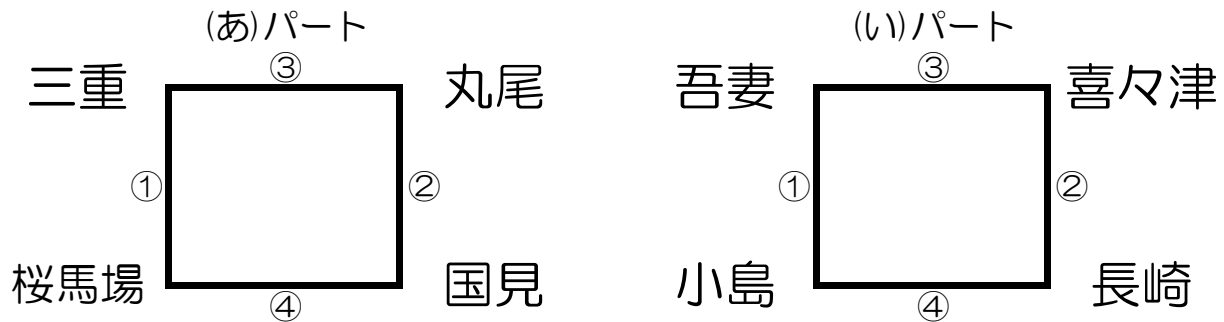 (あ)パート
三重 ③ 丸尾
① ②
桜馬場 ④ 国見
(い)パート
吾妻 ③ 喜々津
① ②
小島 ④ 長崎